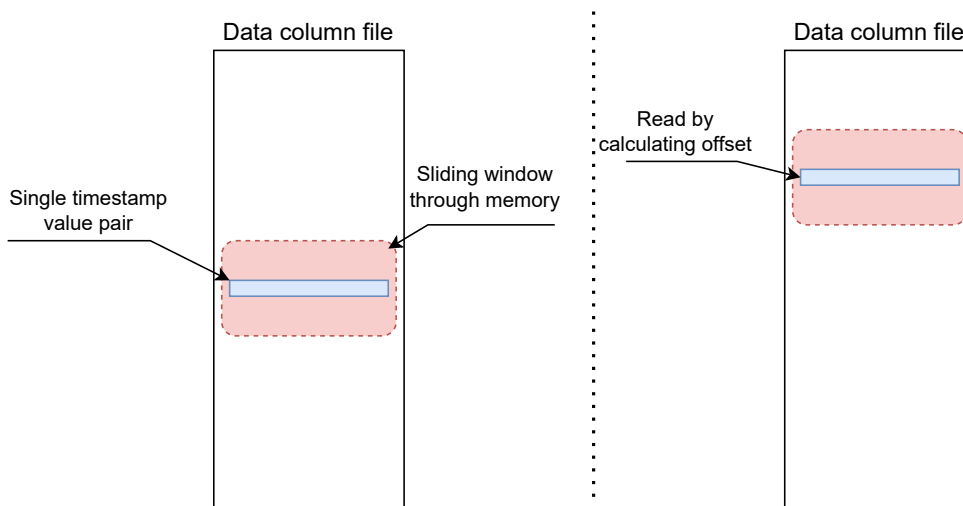 Data column file
Single timestamp
value pair
Sliding window
through memory
Data column file
Read by
calculating offset